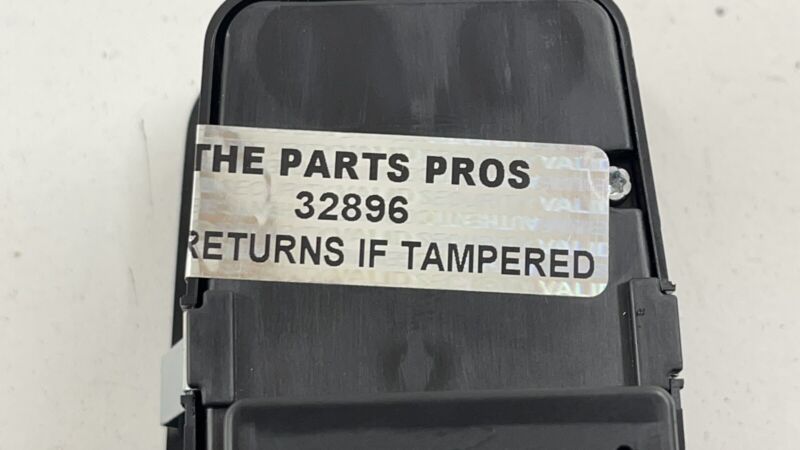 THE PARTS PROS
32896
RETURNS IF TAMPERED